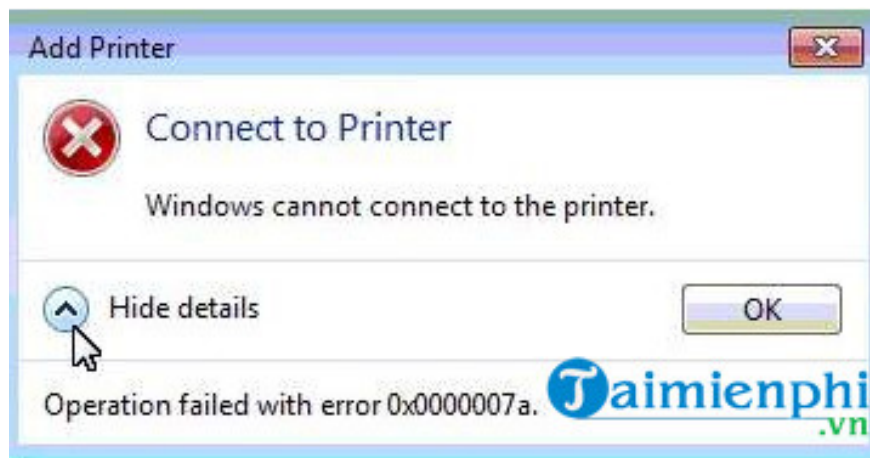 Add Printer
Connect to Printer
Windows cannot connect to the printer.
Hide details
OK
Operation failed with error 0x0000007a.
Taimienphi
.vn